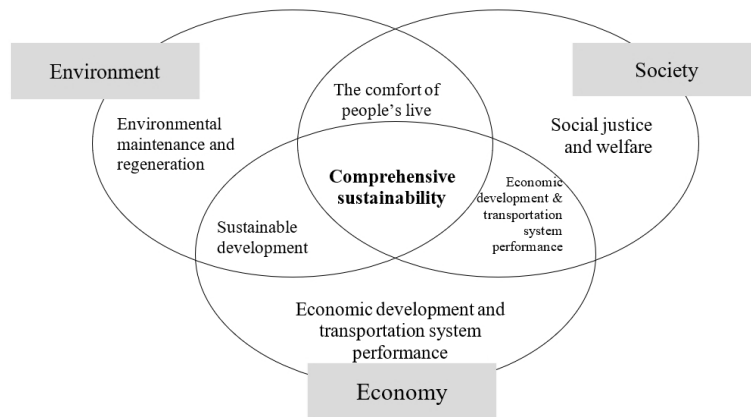 Environment
Society
The comfort of
people's live
Environmental
maintenance and
regeneration
Social justice
and welfare
Comprehensive
sustainability
Economic
development &
transportation
system
performance
Sustainable
development
Economic development and
transportation system
performance
Economy